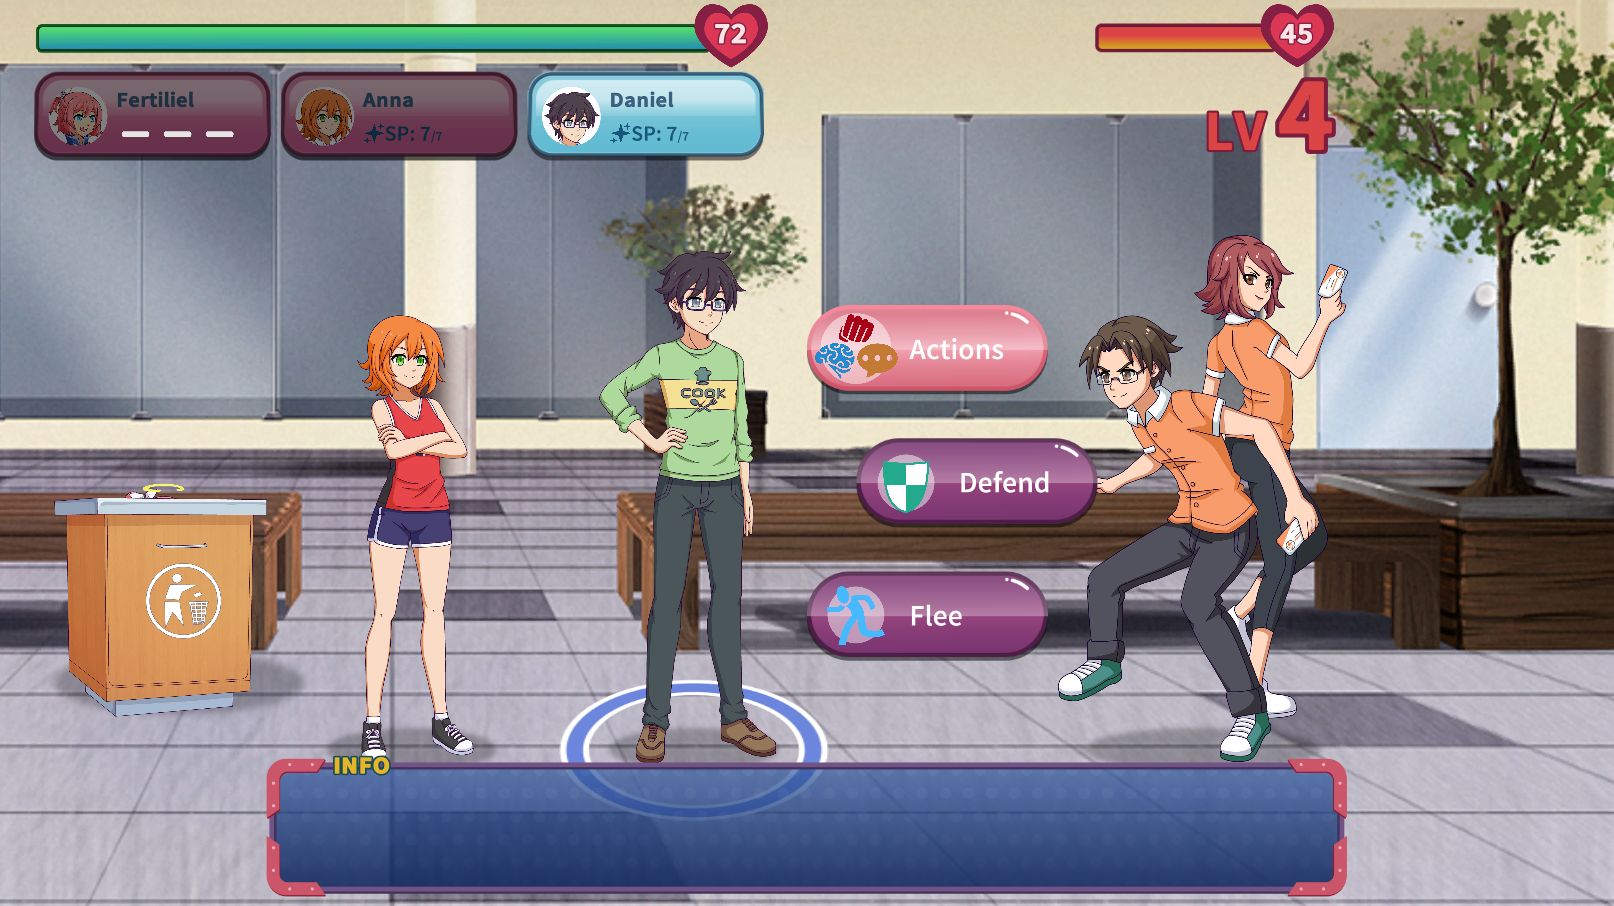 72
45
Fertiliel
Anna
SP: 7/7
Daniel
SP: 7/7
LV 4
COOK
Actions
Defend
Flee
INFO